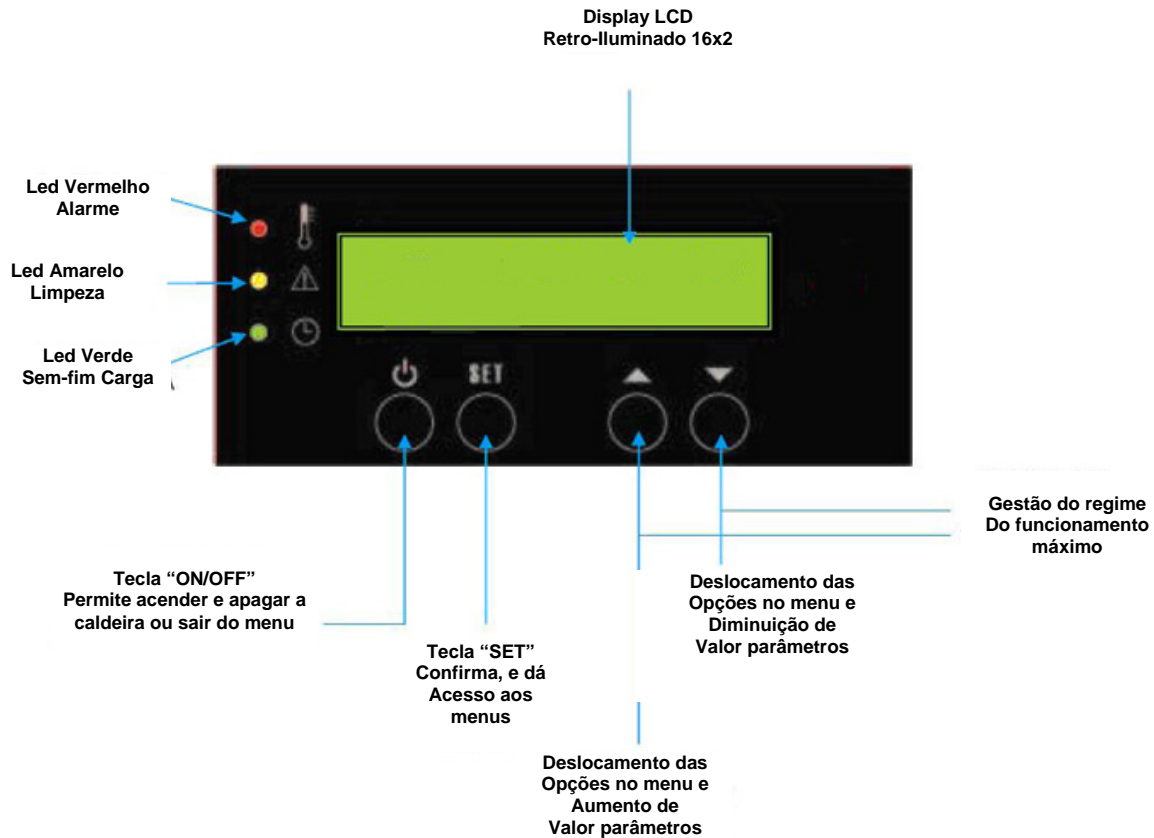 Display LCD
Retro-Iluminado 16x2
Led Vermelho
Alarme
Led Amarelo
Limpeza
Led Verde
Sem-fim Carga
SET
Gestão do regime
Do funcionamento
máximo
Tecla “ON/OFF”
Permite acender e apagar a
caldeira ou sair do menu
Deslocamento das
Opções no menu e
Diminuição de
Valor parâmetros
Tecla “SET”
Confirma, e dá
Acesso aos
menus
Deslocamento das
Opções no menu e
Aumento de
Valor parâmetros